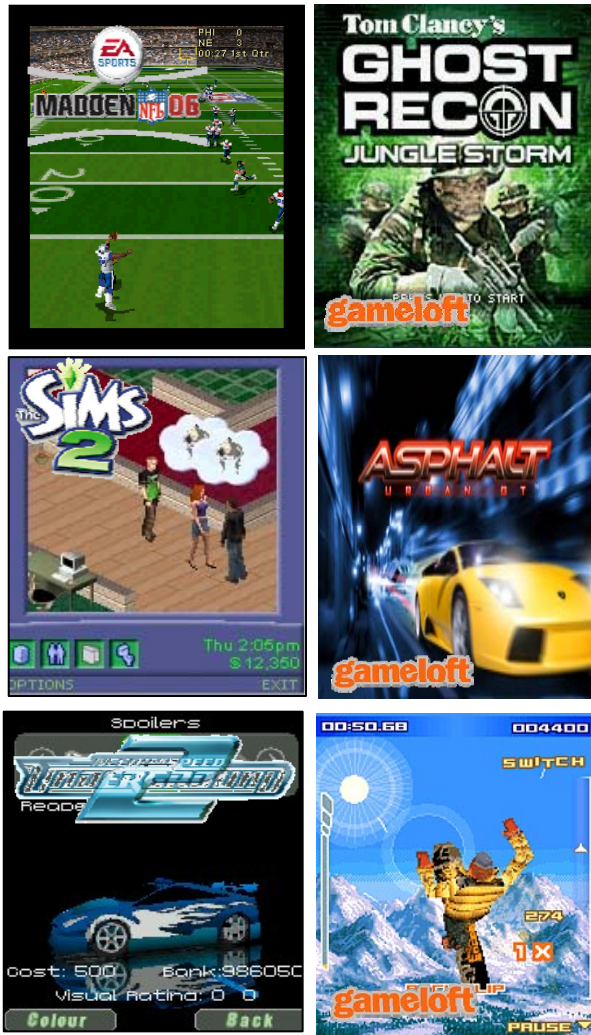 PHI 0
NE 3
00:27 1st Qtr
EA
SPORTS
MADDEN NFL 06
20
Tom Clancy's
GHOST
RECON
JUNGLE STORM
TO START
gameloft
The
SIMS
2
Thu 2:05pm
$12,350
OPTIONS
EXIT
ASPHALT
URBAN GT
gameloft
Spoilers
NEED FOR SPEED
UNDERGROUND
2
Cost: 500 Bank:98605
Visual Rating: 0 0
Colour
Back
00:50.68
004400
SWITCH
274
1X
gameloft
PAUSE